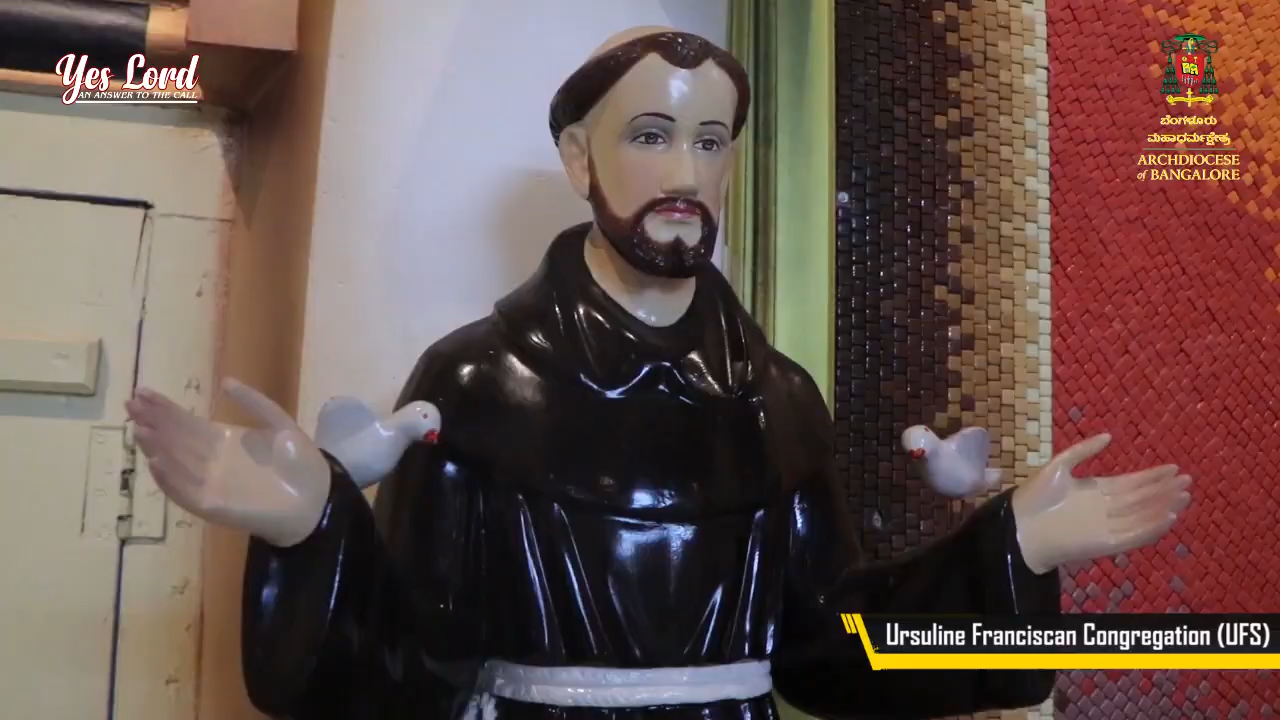 Yes Lord
AN ANSWER TO THE CALL
ಬೆಂಗಳೂರು
ಮಹಾಧರ್ಮಕ್ಷೇತ್ರ
ARCHDIOCESE
of BANGALORE
Ursuline Franciscan Congregation (UFS)